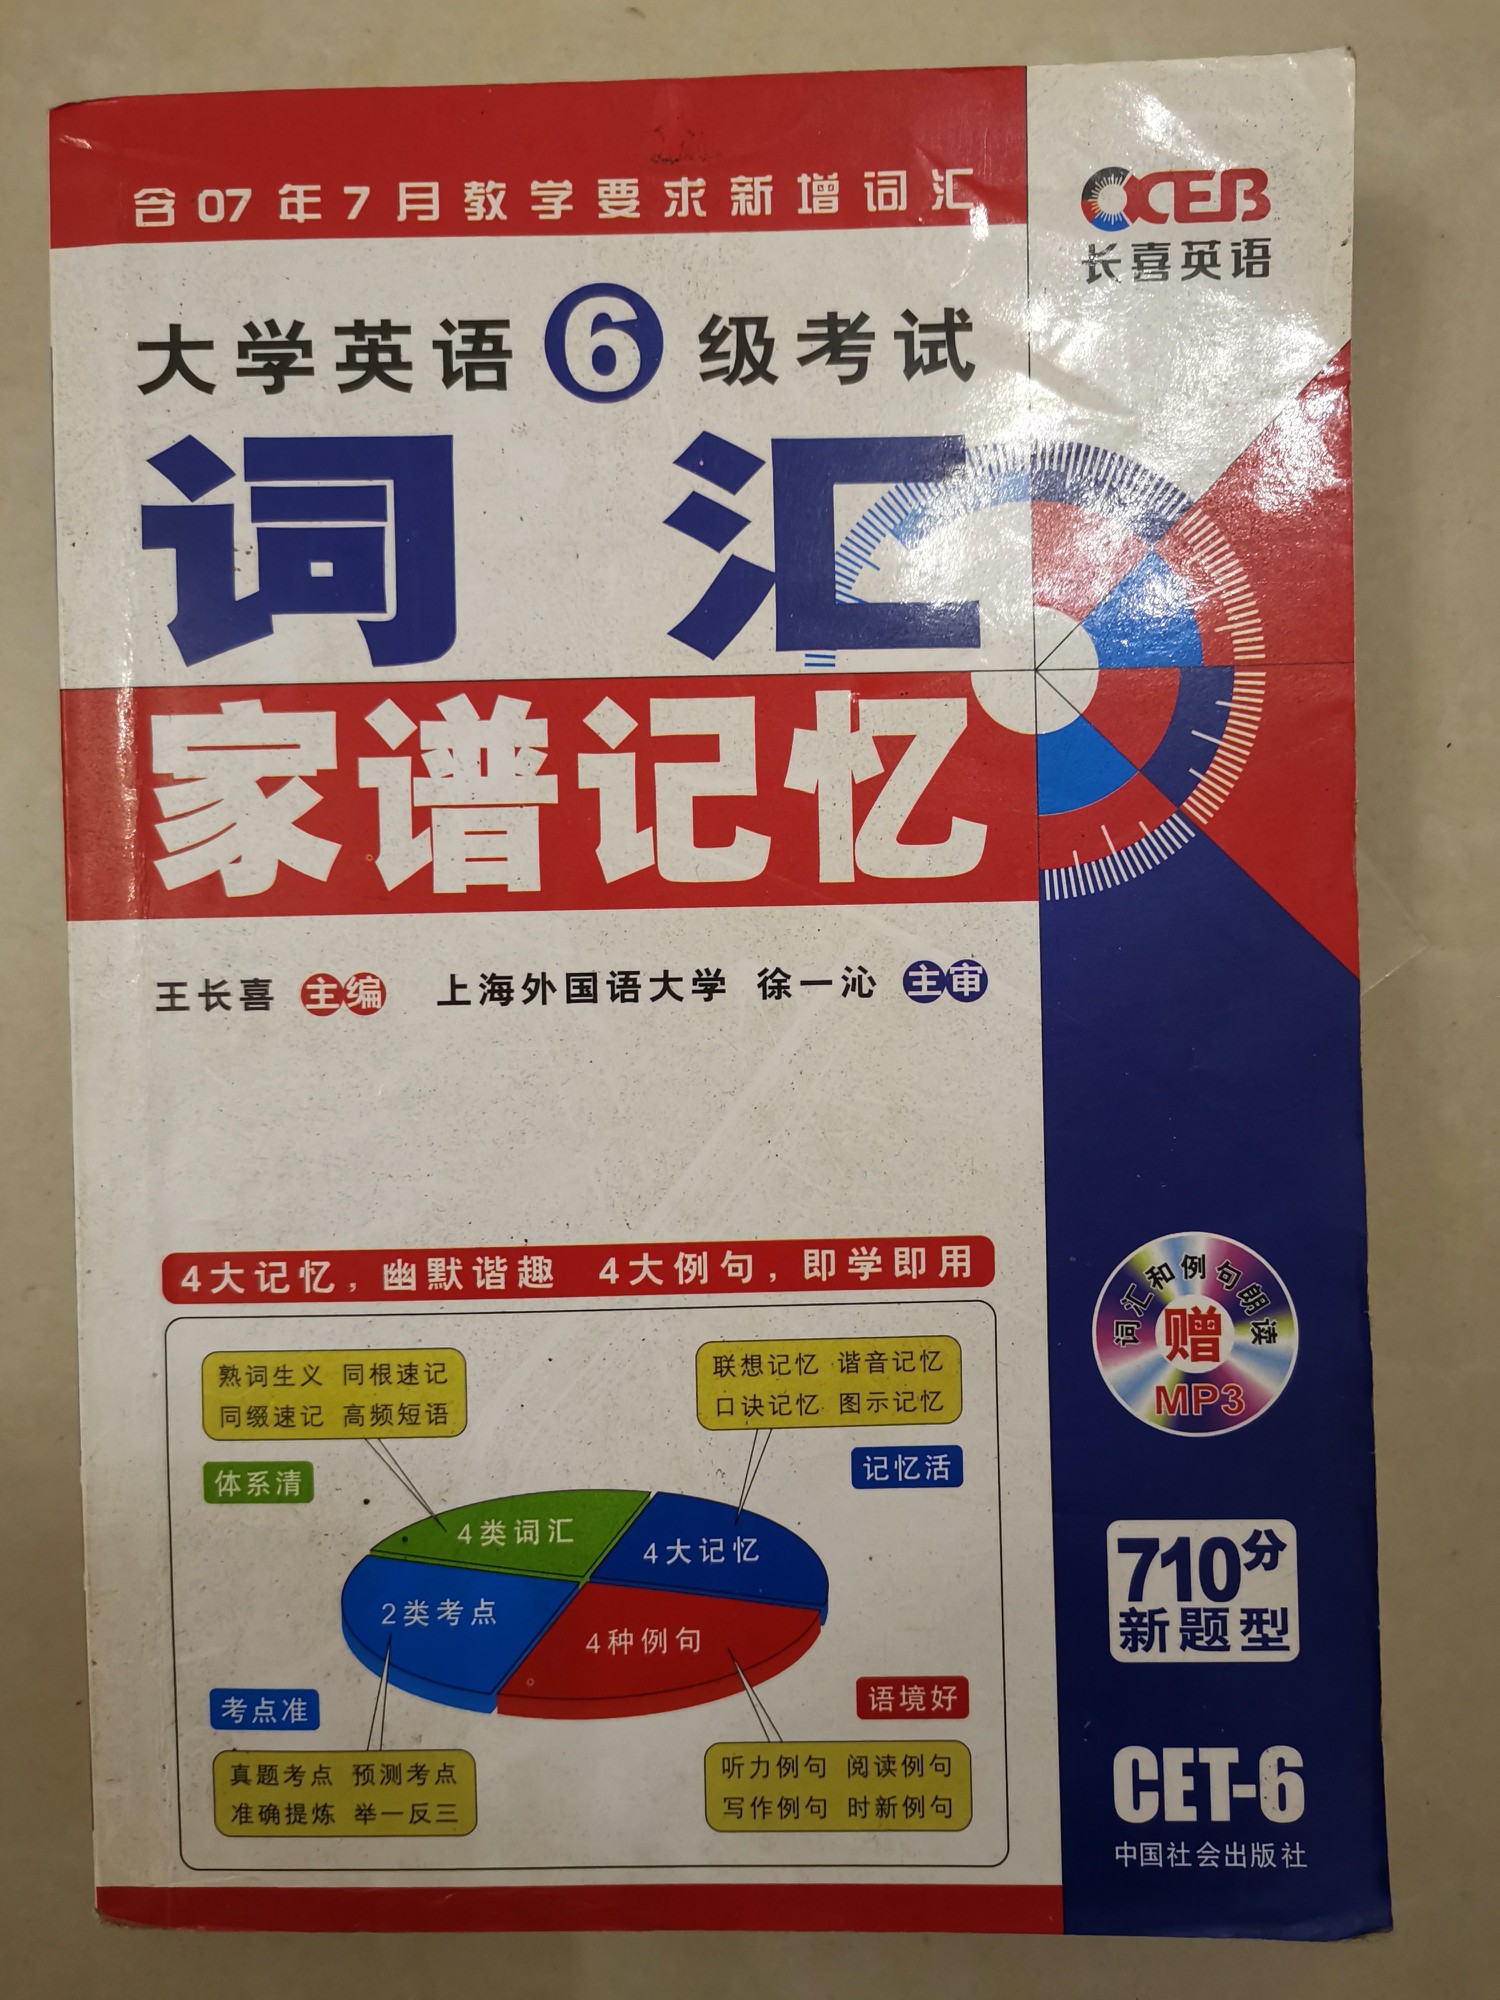 含07年7月教学要求新增词汇
CEB
长喜英语
大学英语6级考试
词汇
家谱记忆
王长喜 主编 上海外国语大学 徐一沁 主审
4大记忆，幽默谐趣 4大例句，即学即用
熟词生义 同根速记
同缀速记 高频短语
联想记忆 谐音记忆
口诀记忆 图示记忆
体系清
记忆活
4类词汇
4大记忆
2类考点
4种例句
考点准
语境好
真题考点 预测考点
准确提炼 举一反三
听力例句 阅读例句
写作例句 时新例句
词汇和例句朗读
赠
MP3
710分
新题型
CET-6
中国社会出版社